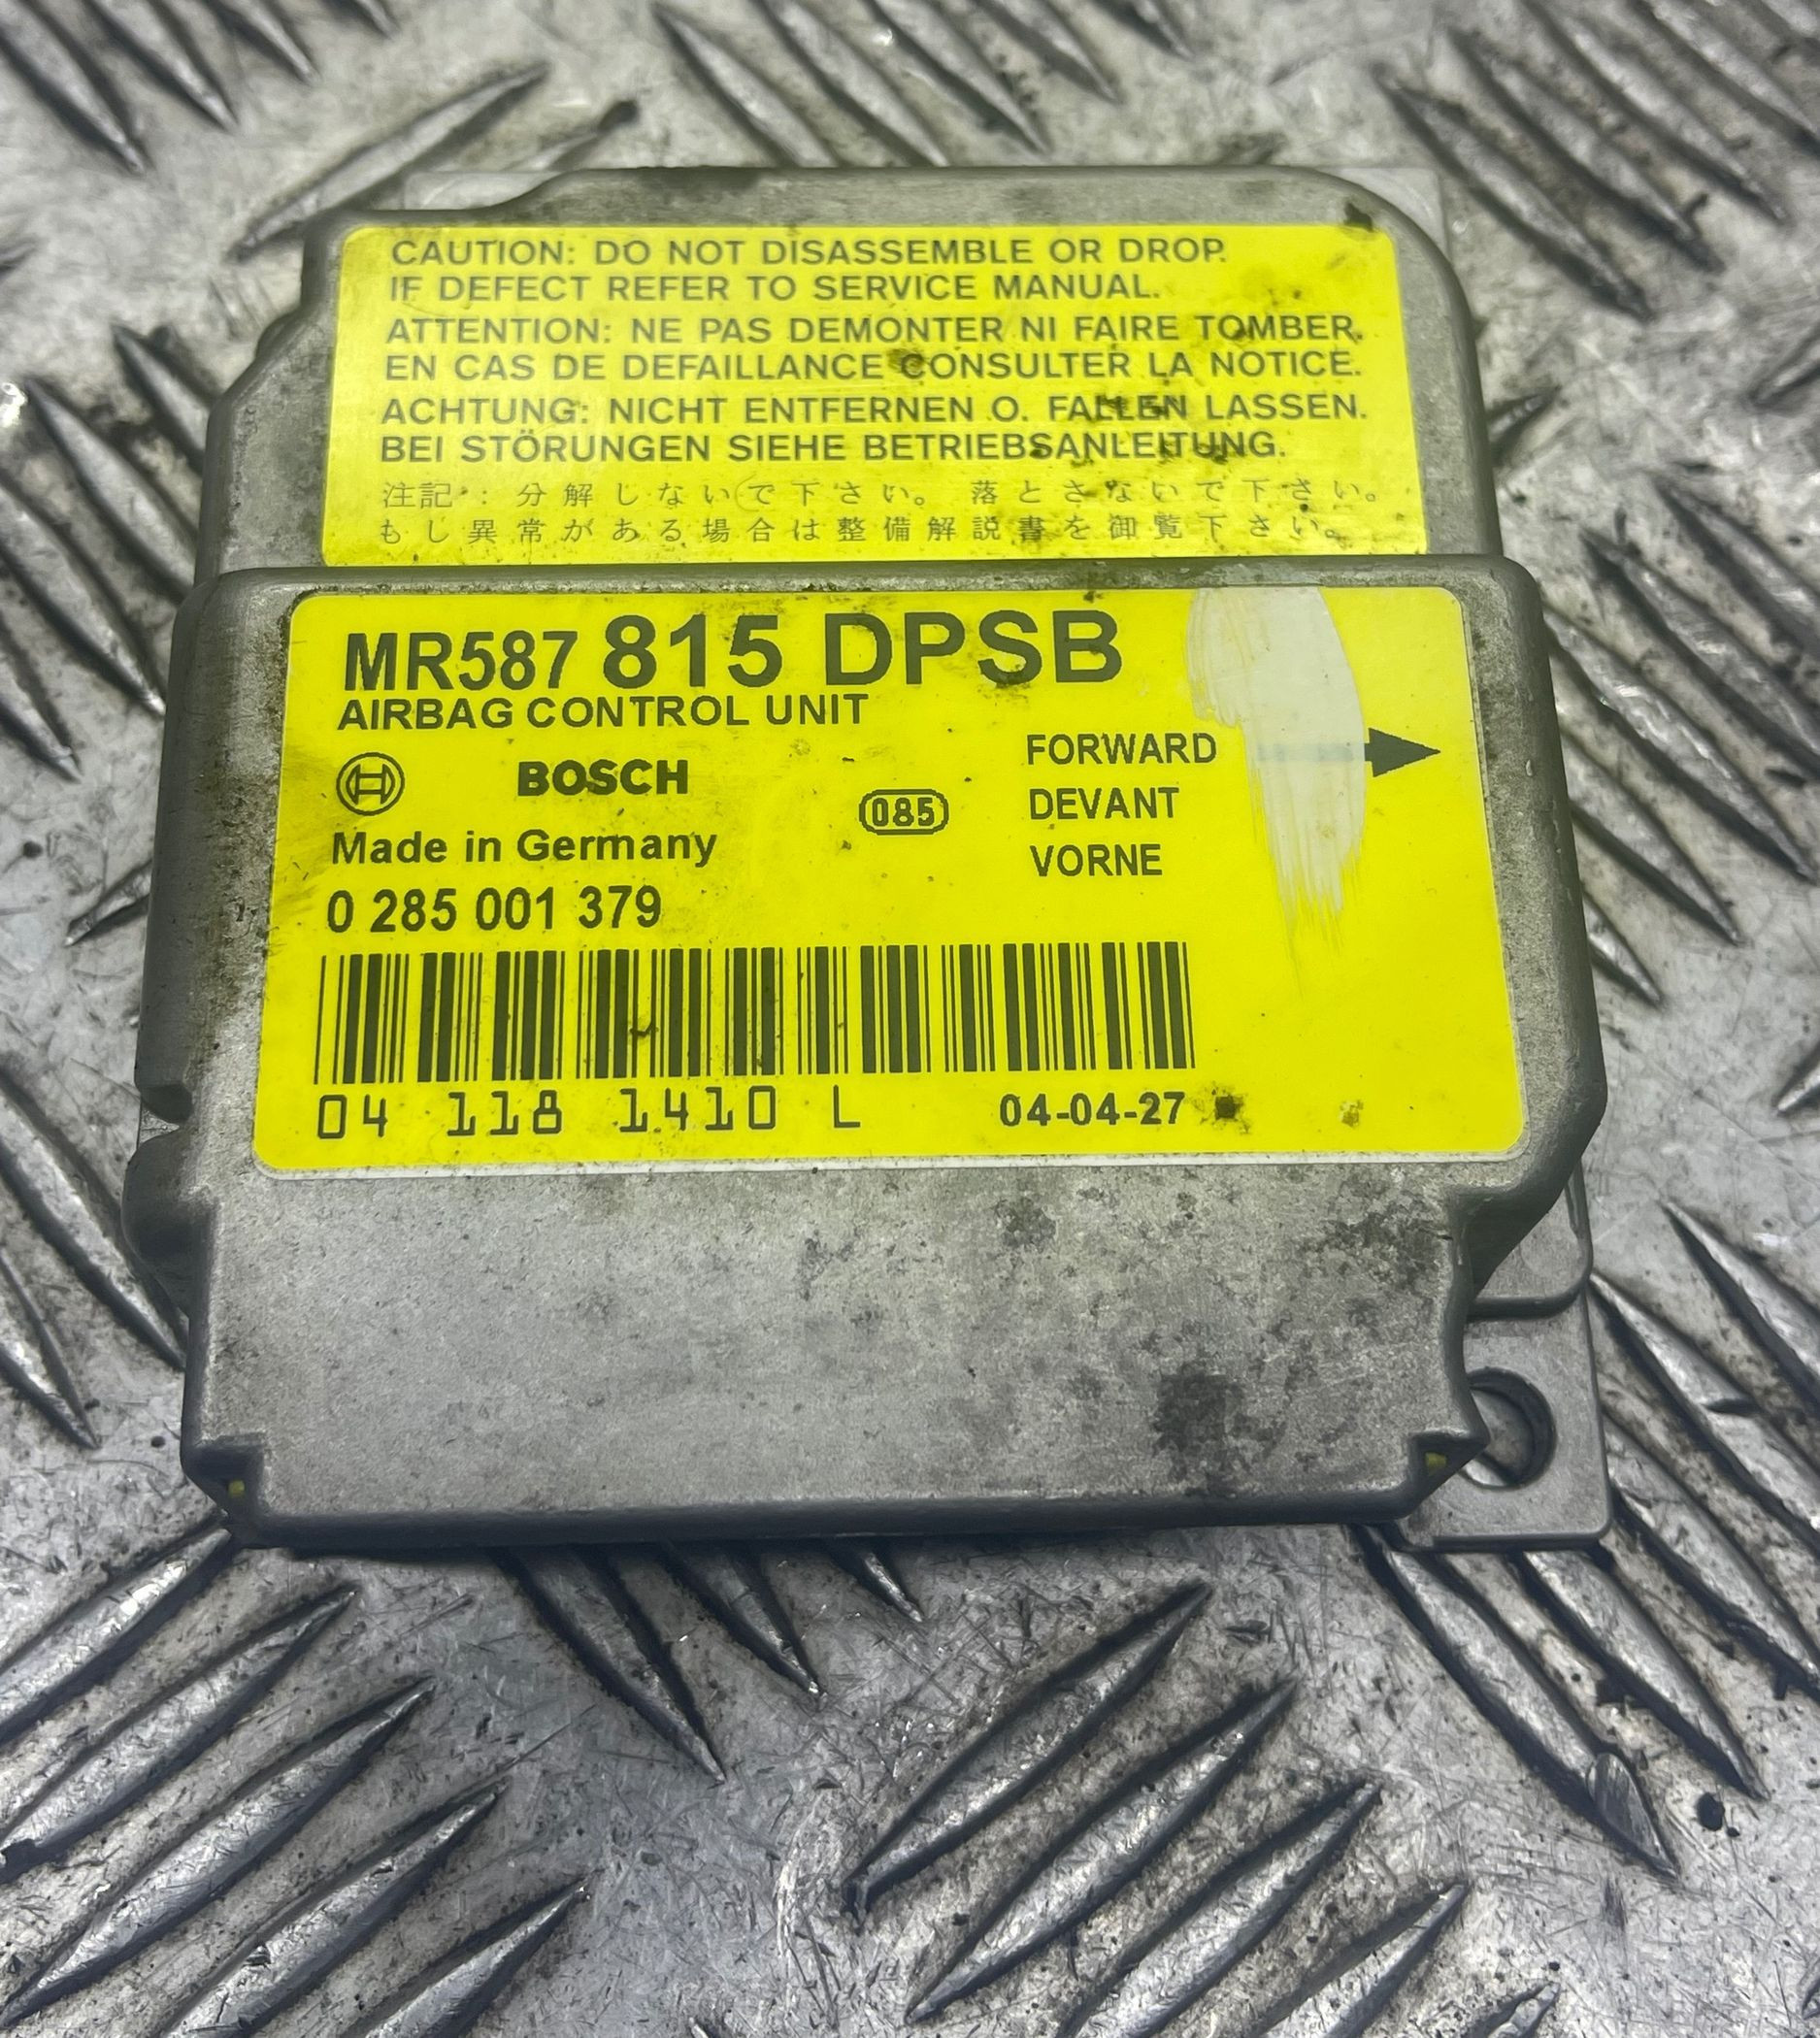 CAUTION: DO NOT DISASSEMBLE OR DROP.
IF DEFECT REFER TO SERVICE MANUAL.
ATTENTION: NE PAS DEMONTER NI FAIRE TOMBER.
EN CAS DE DEFAILLANCE CONSULTER LA NOTICE.
ACHTUNG: NICHT ENTFERNEN O. FALLEN LASSEN.
BEI STÖRUNGEN SIEHE BETRIEBSANLEITUNG.
注記: 分解しないで下さい。 落とさないで下さい。
もし異常がある場合は整備解説書を御覧下さい。
MR587 815 DPSB
AIRBAG CONTROL UNIT
BOSCH
085
FORWARD
DEVANT
VORNE
Made in Germany
0 285 001 379
04 118 1410 L 04-04-27